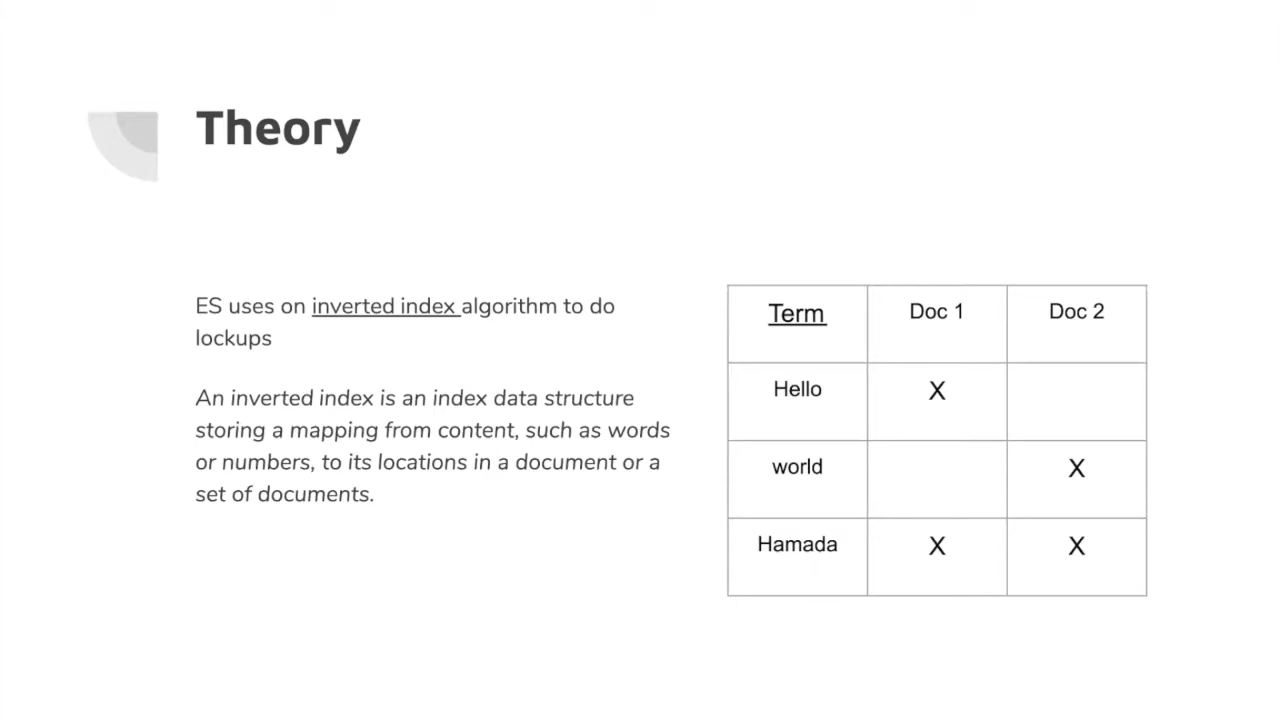 Theory
ES uses on inverted index algorithm to do
lockups
An inverted index is an index data structure
storing a mapping from content, such as words
or numbers, to its locations in a document or a
set of documents.
Term Doc 1 Doc 2
Hello X
world X
Hamada X X